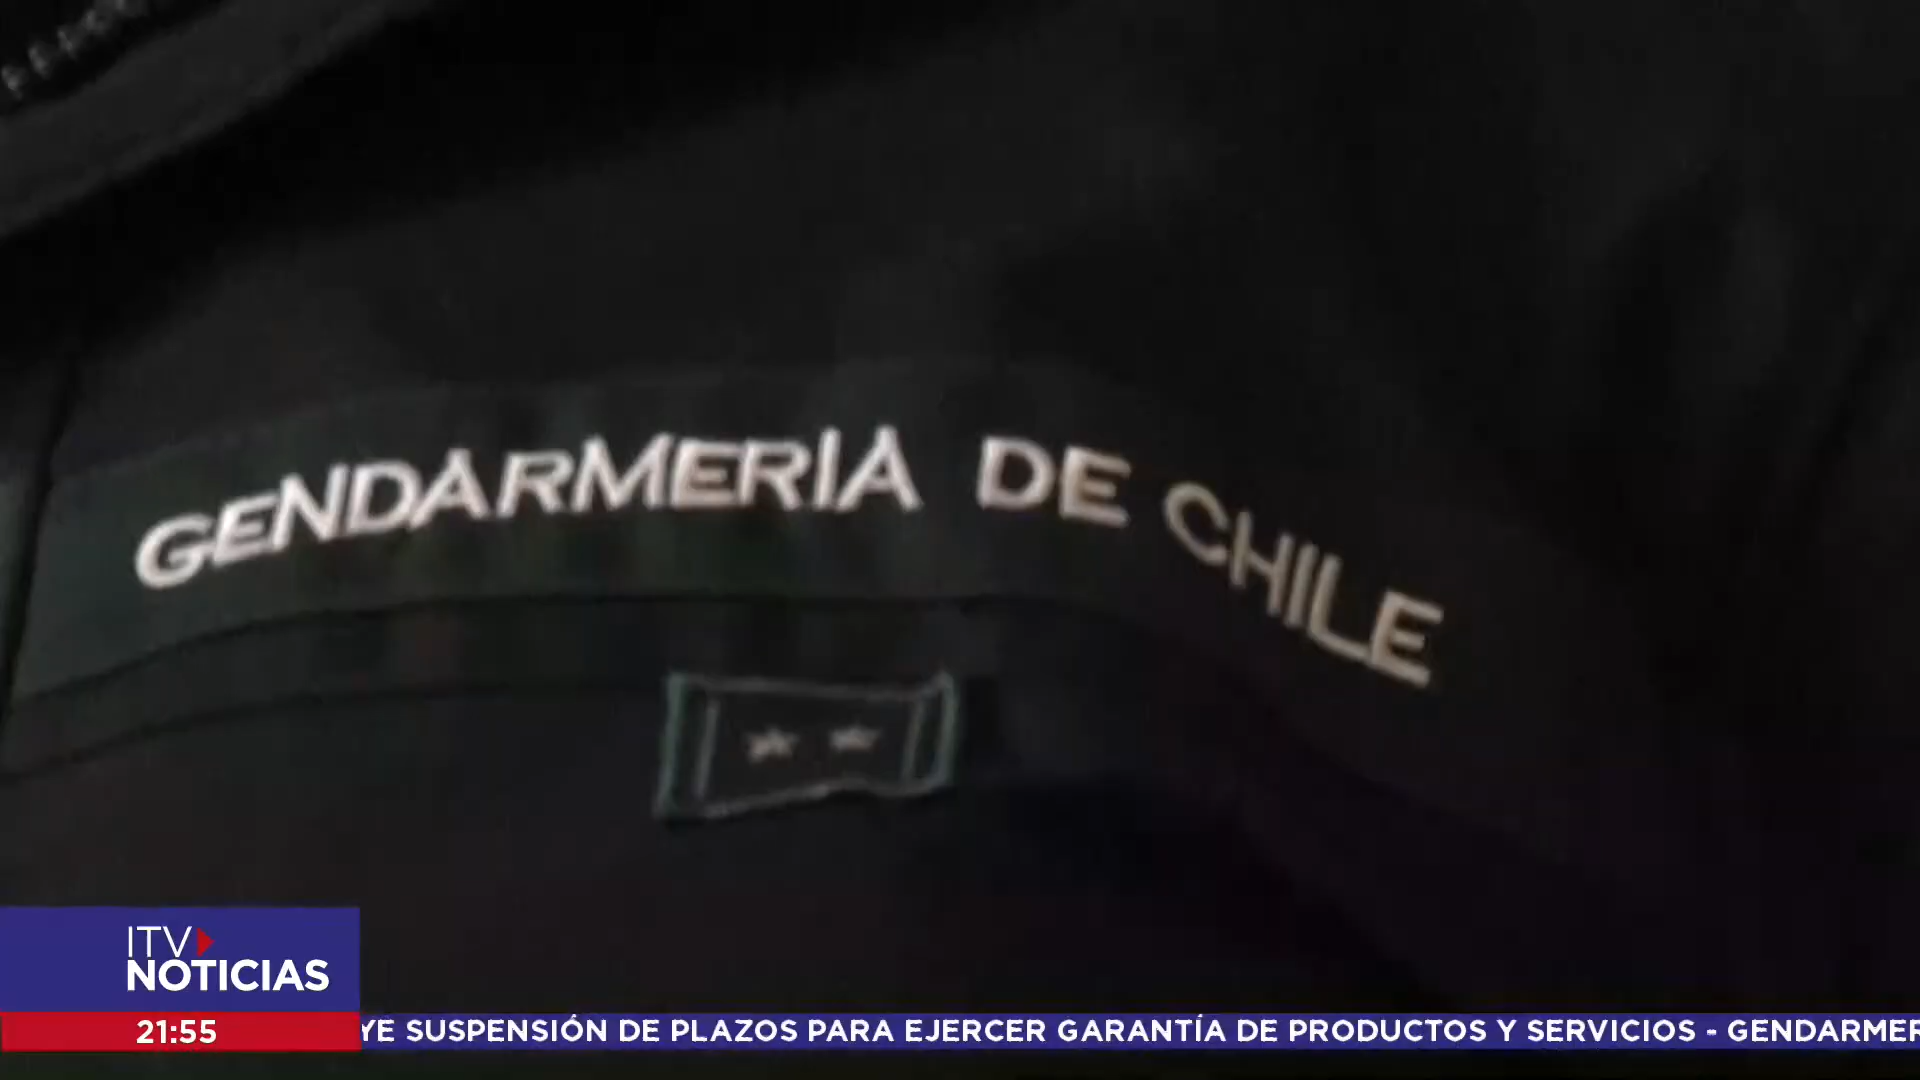 GENDARMERIA DE CHILE
ITV
NOTICIAS
21:55
YE SUSPENSIÓN DE PLAZOS PARA EJERCER GARANTÍA DE PRODUCTOS Y SERVICIOS - GENDARMER